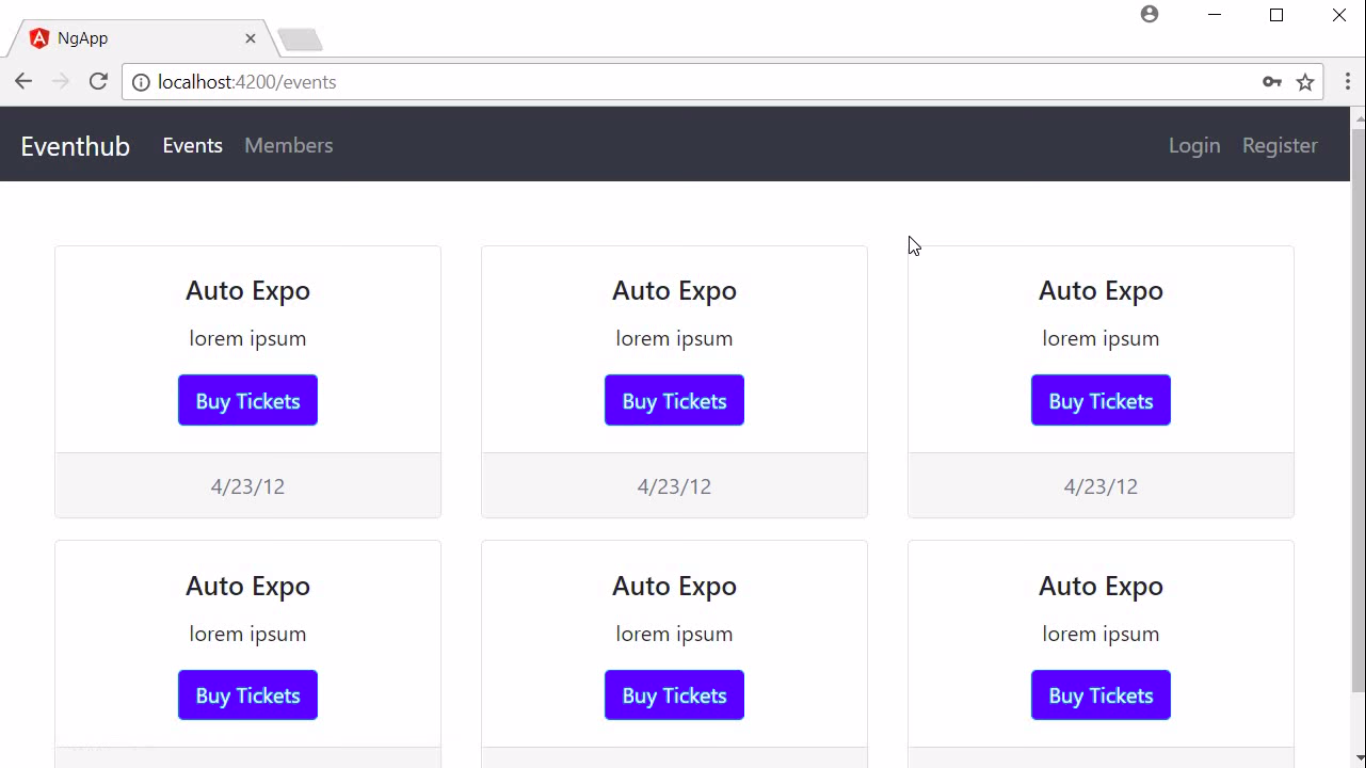 NgApp
localhost:4200/events
Eventhub Events Members Login Register
Auto Expo Auto Expo Auto Expo
lorem ipsum lorem ipsum lorem ipsum
Buy Tickets Buy Tickets Buy Tickets
4/23/12 4/23/12 4/23/12
Auto Expo Auto Expo Auto Expo
lorem ipsum lorem ipsum lorem ipsum
Buy Tickets Buy Tickets Buy Tickets